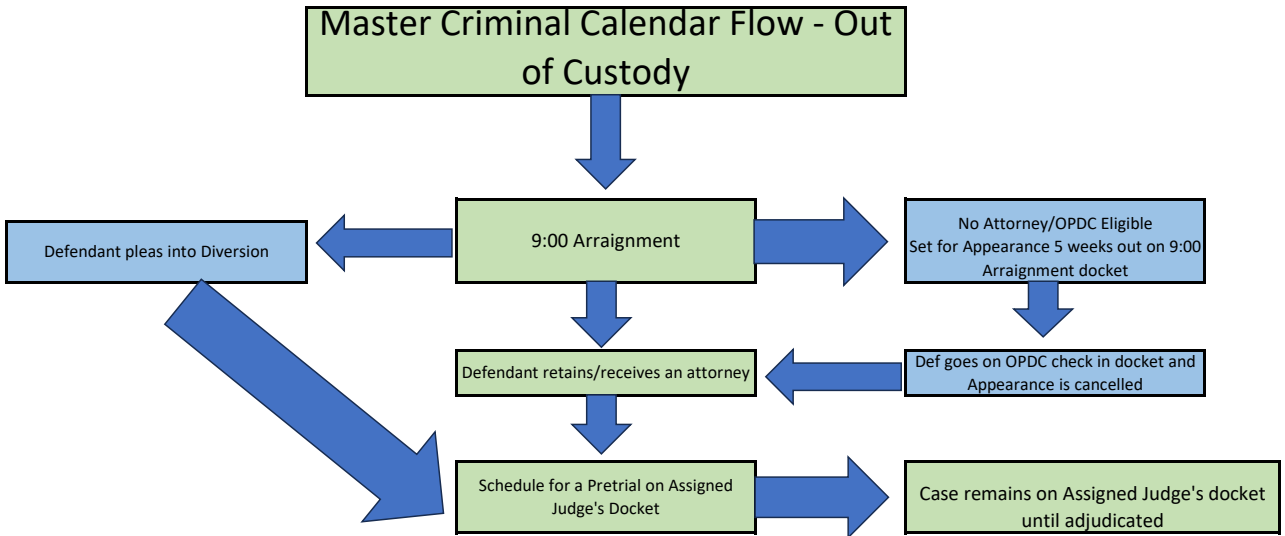 Master Criminal Calendar Flow - Out
of Custody
Defendant pleas into Diversion
9:00 Arraignment
No Attorney/OPDC Eligible
Set for Appearance 5 weeks out on 9:00
Arraignment docket
Defendant retains/receives an attorney
Def goes on OPDC check in docket and
Appearance is cancelled
Schedule for a Pretrial on Assigned
Judge's Docket
Case remains on Assigned Judge's docket
until adjudicated